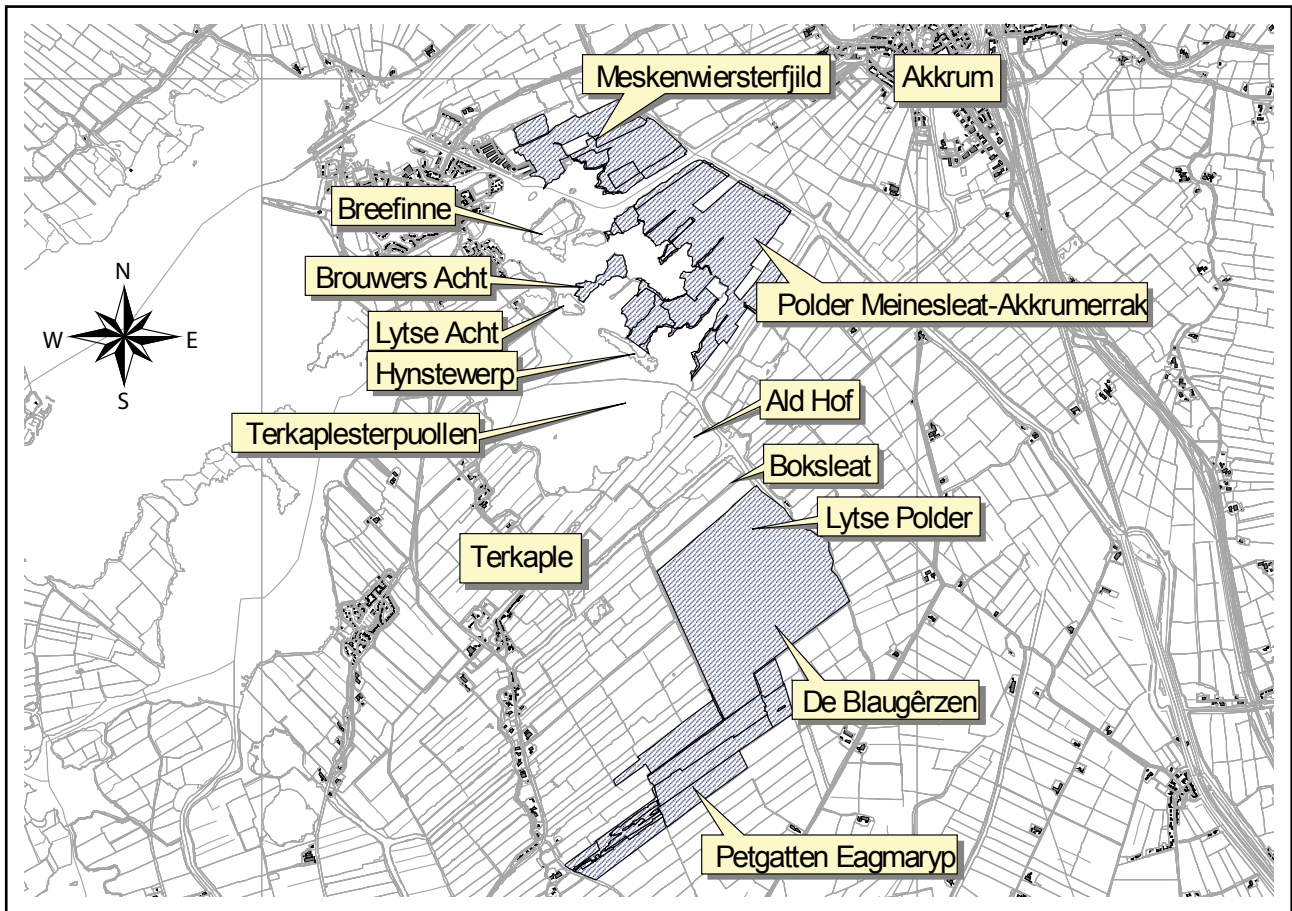 Meskenwiersterfjild
Akkrum
Breefinne
Brouwers Acht
Polder Meinesleat-Akkrumerrak
Lytse Acht
Hynstewerp
Ald Hof
Terkaplesterpuollen
Boksleat
Lytse Polder
Terkaple
De Blaugêrzen
Petgatten Eagmaryp
N
W
E
S